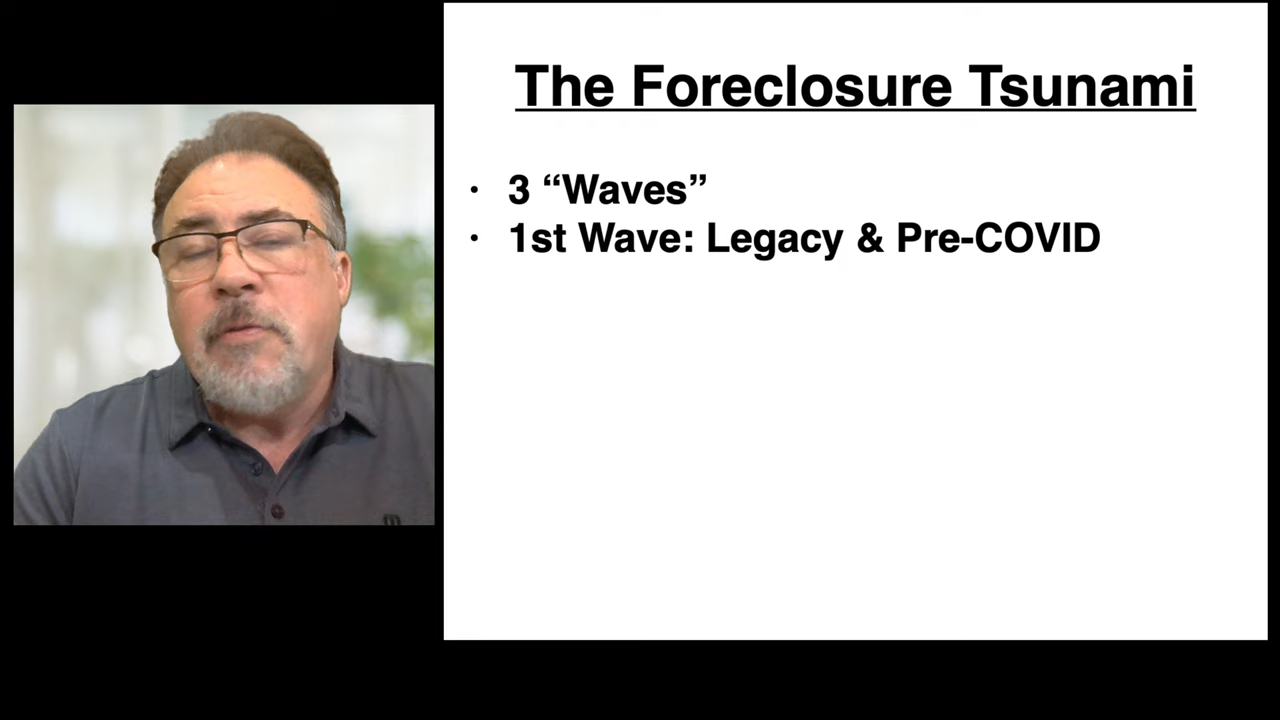 The Foreclosure Tsunami
· 3 “Waves”
· 1st Wave: Legacy & Pre-COVID